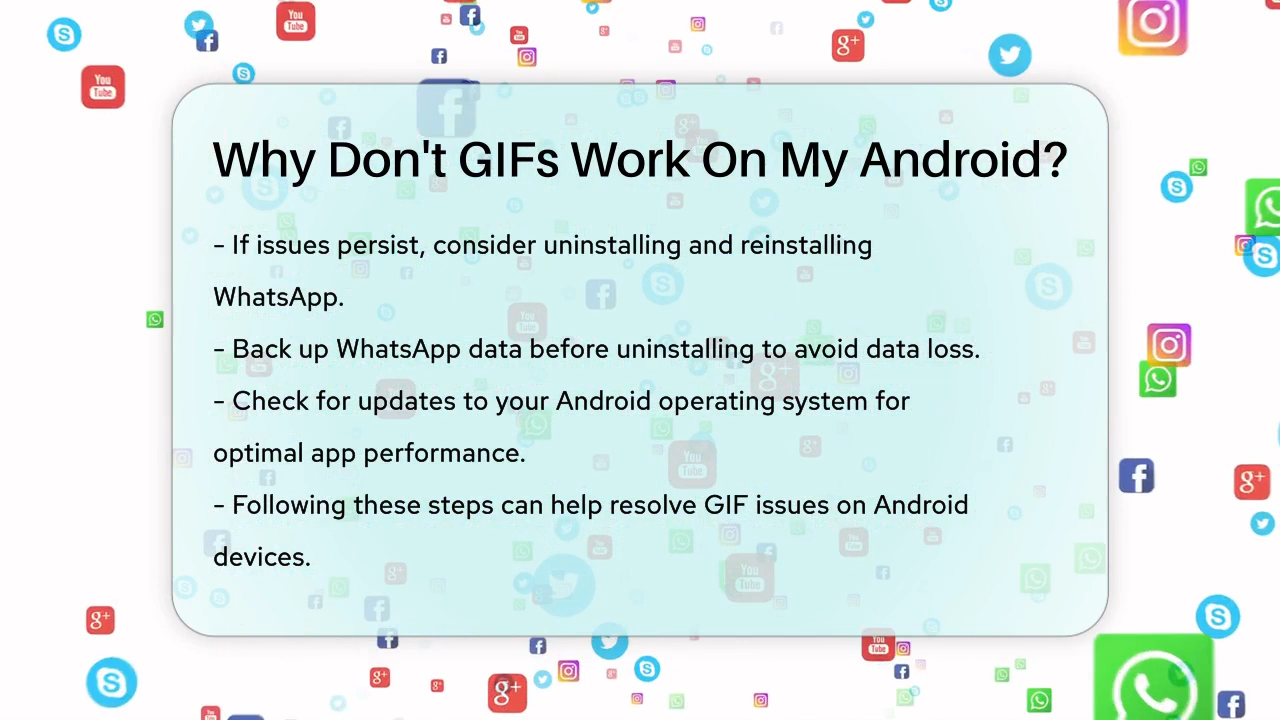 Why Don't GIFs Work On My Android?
– If issues persist, consider uninstalling and reinstalling
WhatsApp.
– Back up WhatsApp data before uninstalling to avoid data loss.
– Check for updates to your Android operating system for
optimal app performance.
– Following these steps can help resolve GIF issues on Android
devices.